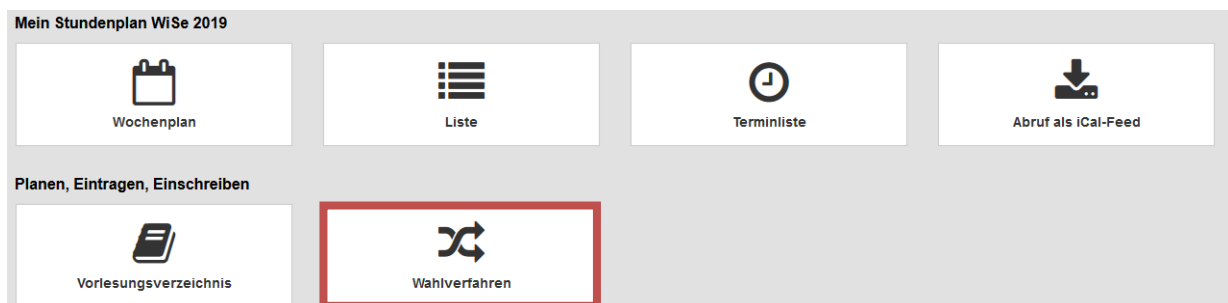 Mein Stundenplan WiSe 2019
Wochenplan
Liste
Terminliste
Abruf als iCal-Feed
Planen, Eintragen, Einschreiben
Vorlesungsverzeichnis
Wahlverfahren